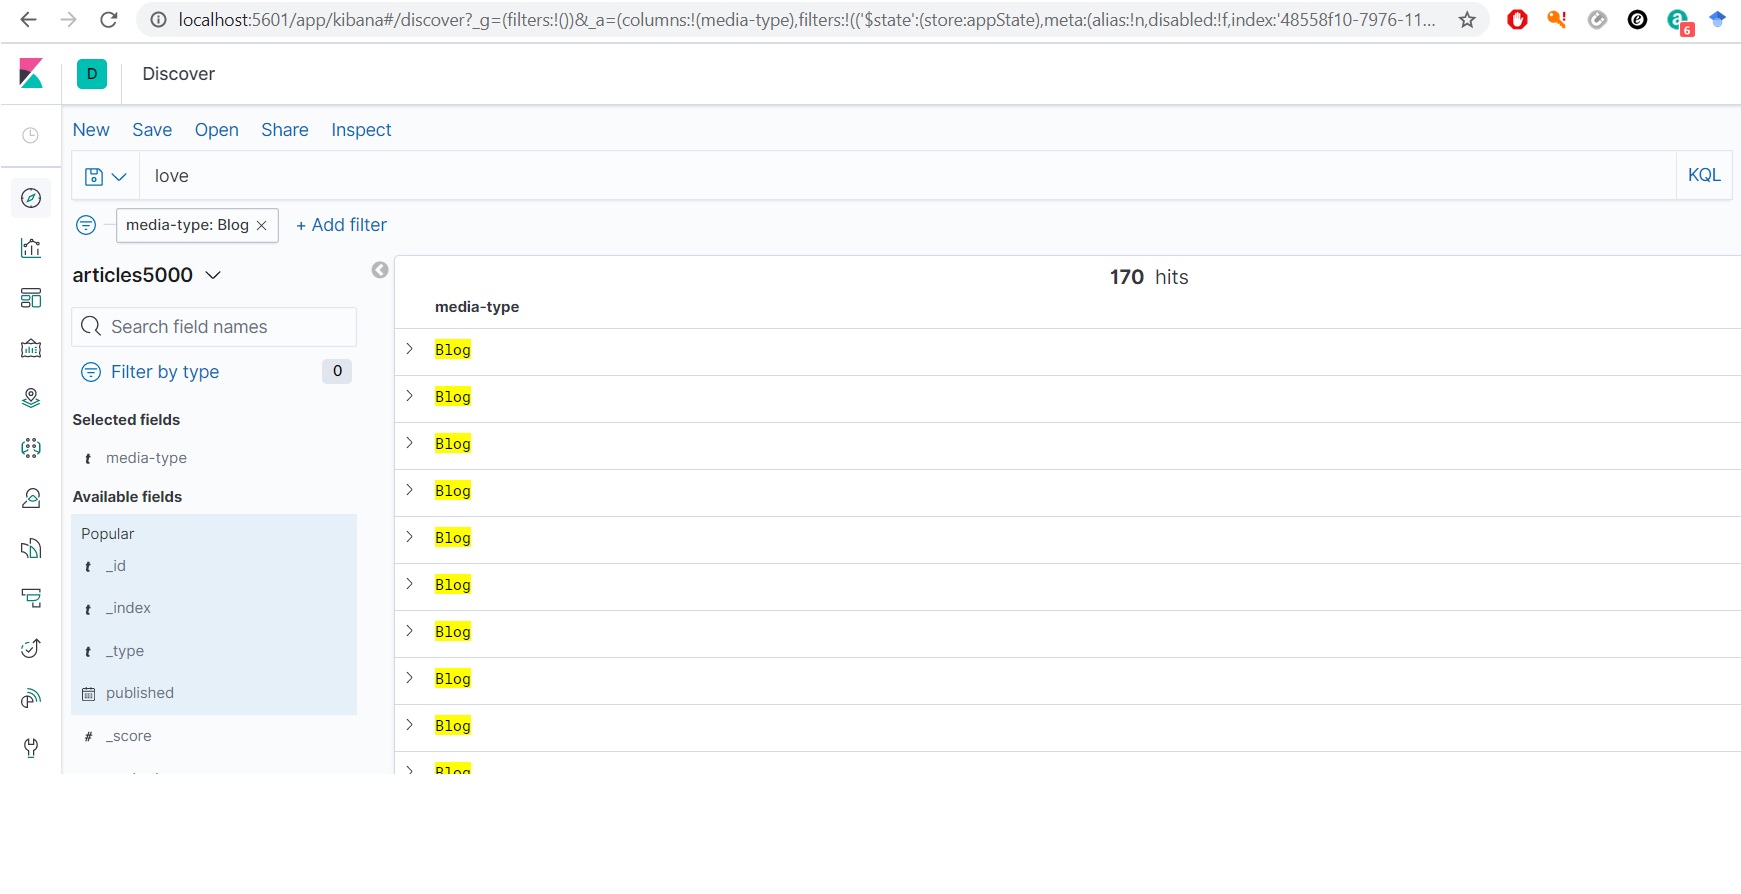 localhost:5601/app/kibana#/discover?_g=(filters:!())&_a=(columns:!(media-type),filters:!(('$state':(store:appState),meta:(alias:!n,disabled:!f,index:'48558f10-7976-11...
6
D Discover
New Save Open Share Inspect
love KQL
media-type: Blog × + Add filter
articles5000
170 hits
media-type
Search field names
Filter by type 0
Selected fields
t media-type
Available fields
Popular
t _id
t _index
t _type
published
# _score
Blog
Blog
Blog
Blog
Blog
Blog
Blog
Blog
Blog
Blog